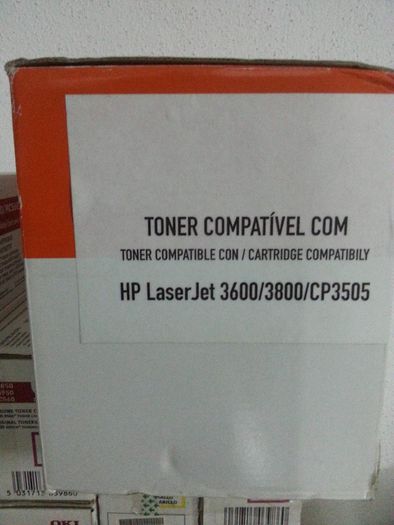 TONER COMPATÍVEL COM
TONER COMPATIBLE CON / CARTRIDGE COMPATIBILY
HP LaserJet 3600/3800/CP3505
OKI